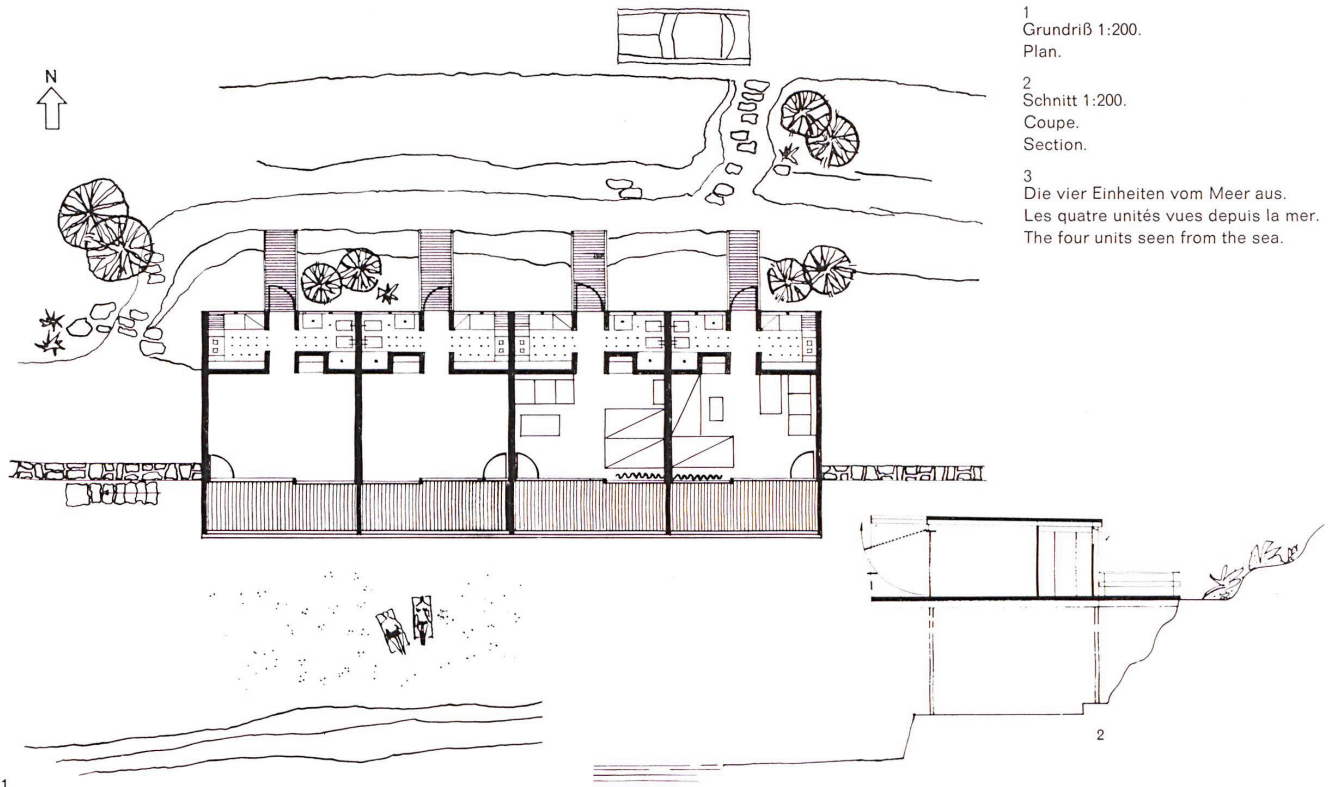 N
1
Grundriß 1:200.
Plan.
2
Schnitt 1:200.
Coupe.
Section.
3
Die vier Einheiten vom Meer aus.
Les quatre unités vues depuis la mer.
The four units seen from the sea.
2
1